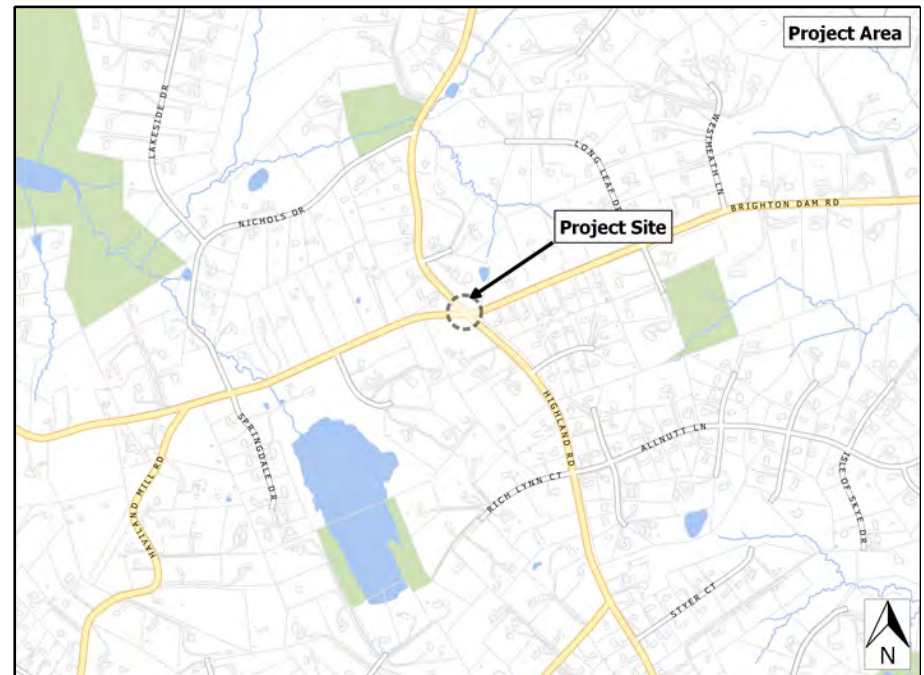 Project Area
LAKESIDE DR
WESTMEATH LN
LONG LEAF DR
NICHOLS DR
BRIGHTON DAM RD
Project Site
HIGHLAND RD
SPRINGDALE DR
ALLNUTT LN
HAVILAND MILL RD
RICH LYNN CT
ISLE OF SKYE DR
STYER CT
N